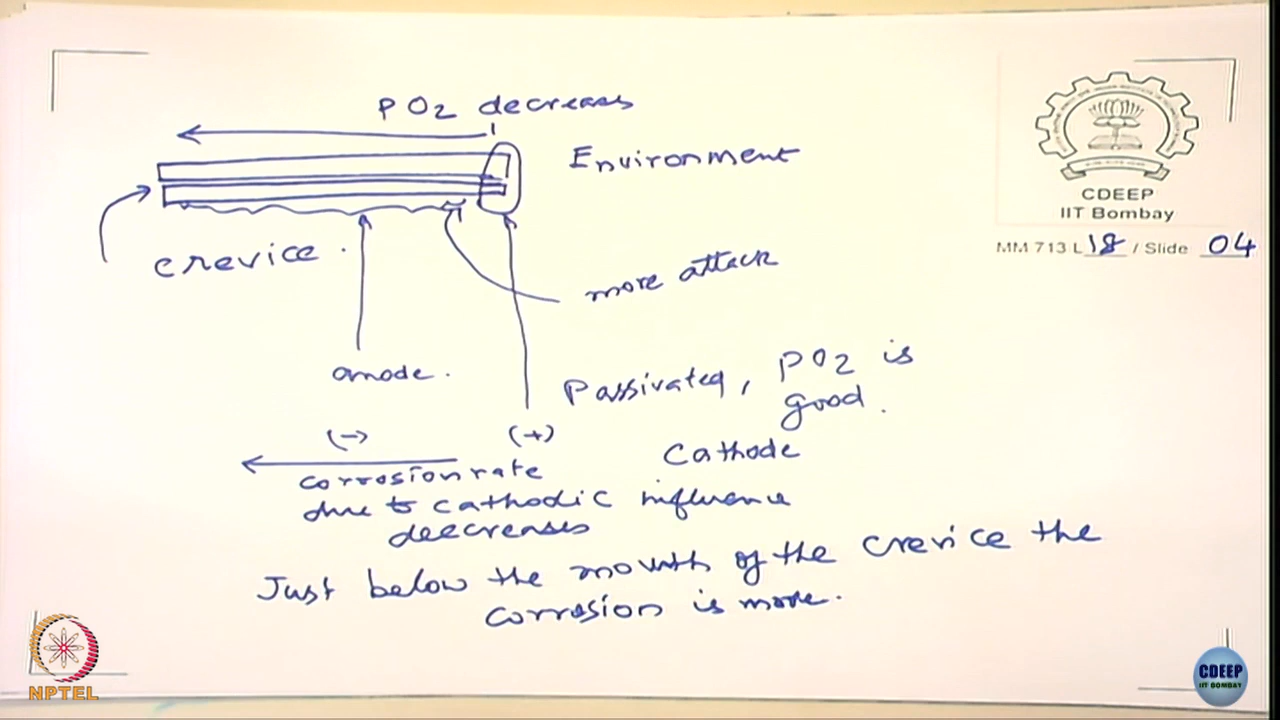 PO2 decreases
Environment
CDEEP
IIT Bombay
MM 713 L 18 / Slide 04
crevice.
more attack
anode.
Passivated, PO2 is
good.
(-) (+)
Cathode
corrosion rate
due to cathodic influence
decreases
Just below the mouth of the crevice the
corrosion is more.
NPTEL
CDEEP
IIT BOMBAY